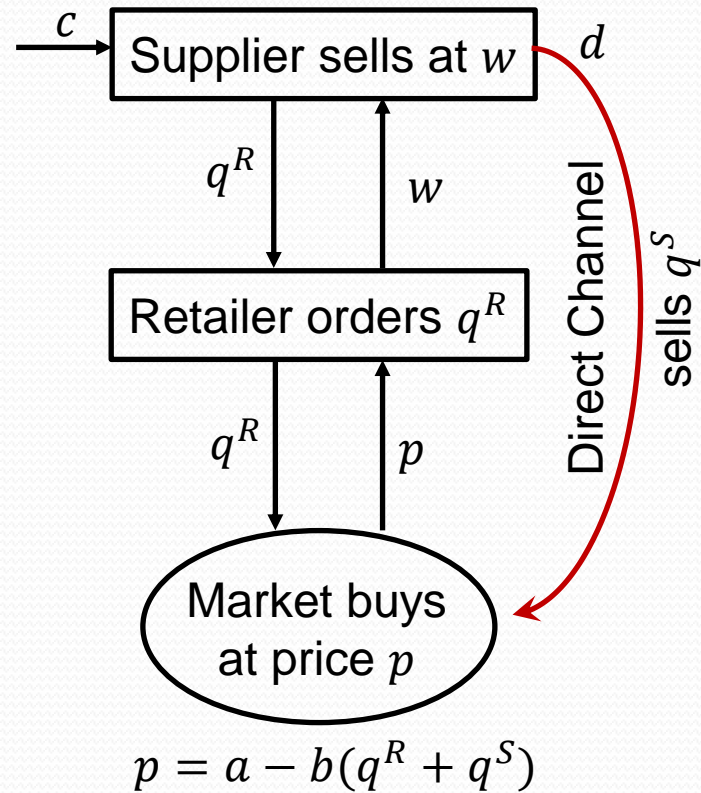 c
Supplier sells at w
d
q^R
w
Direct Channel
sells q^S
Retailer orders q^R
q^R
p
Market buys
at price p
p = a − b(q^R + q^S)